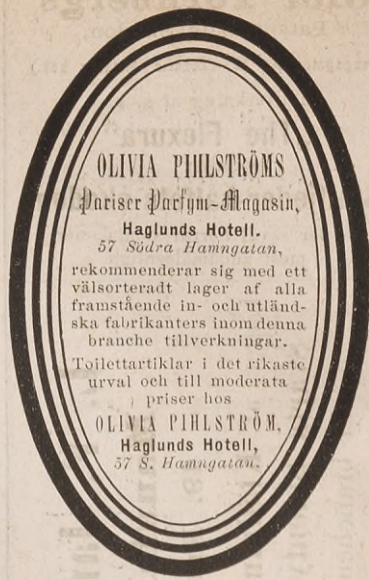 OLIVIA PIHLSTRÖMS
Pariser Parfym-Magasin,
Haglunds Hotell.
57 Södra Hamngatan,
rekommenderar sig med ett
välsorteradt lager af alla
framstående in- och utländ-
ska fabrikanters inom denna
branche tillverkningar.
Toilettartiklar i det rikaste
urval och till moderata
priser hos
OLIVIA PIHLSTRÖM,
Haglunds Hotell,
57 S. Hamngatan.